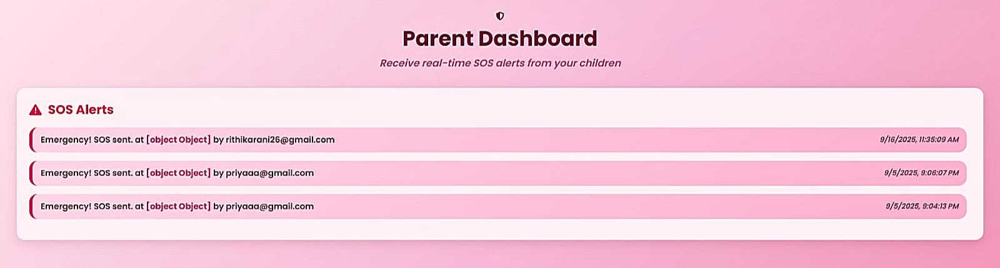 Parent Dashboard
Receive real-time SOS alerts from your children
SOS Alerts
Emergency! SOS sent. at [object Object] by rithikarani26@gmail.com 9/16/2025, 11:35:09 AM
Emergency! SOS sent. at [object Object] by priyaaa@gmail.com 9/5/2025, 9:06:07 PM
Emergency! SOS sent. at [object Object] by priyaaa@gmail.com 9/5/2025, 9:04:13 PM